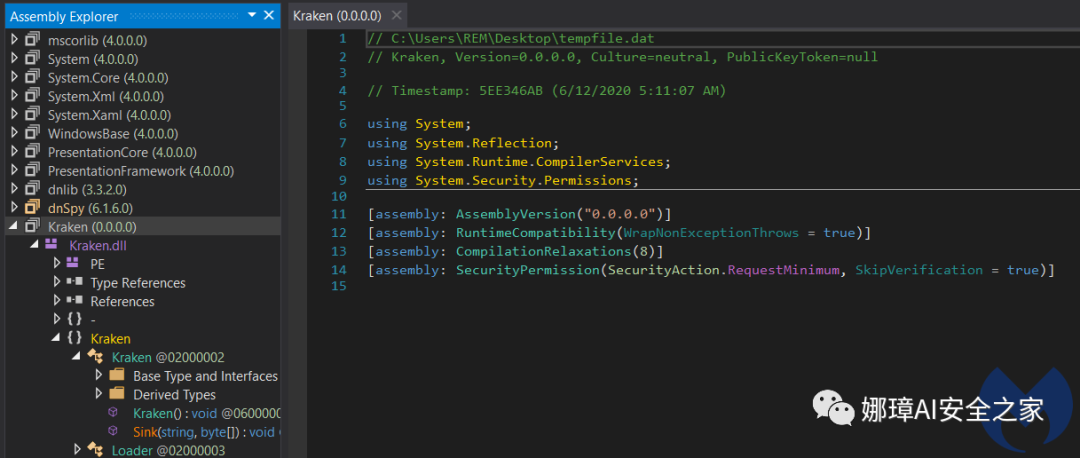 Assembly Explorer
mscorlib (4.0.0.0)
System (4.0.0.0)
System.Core (4.0.0.0)
System.Xml (4.0.0.0)
System.Xaml (4.0.0.0)
WindowsBase (4.0.0.0)
PresentationCore (4.0.0.0)
PresentationFramework (4.0.0.0)
dnlib (3.3.2.0)
dnSpy (6.1.6.0)
Kraken (0.0.0.0)
Kraken.dll
PE
Type References
References
{ } -
{ } Kraken
Kraken @02000002
Base Type and Interfaces
Derived Types
Kraken() : void @0600000
Sink(string, byte[]) : void
Loader @02000003
Kraken (0.0.0.0)
1 // C:\Users\REM\Desktop\tempfile.dat
2 // Kraken, Version=0.0.0.0, Culture=neutral, PublicKeyToken=null
3
4 // Timestamp: 5EE346AB (6/12/2020 5:11:07 AM)
5
6 using System;
7 using System.Reflection;
8 using System.Runtime.CompilerServices;
9 using System.Security.Permissions;
10
11 [assembly: AssemblyVersion("0.0.0.0")]
12 [assembly: RuntimeCompatibility(WrapNonExceptionThrows = true)]
13 [assembly: CompilationRelaxations(8)]
14 [assembly: SecurityPermission(SecurityAction.RequestMinimum, SkipVerification = true)]
15
娜璋AI安全之家